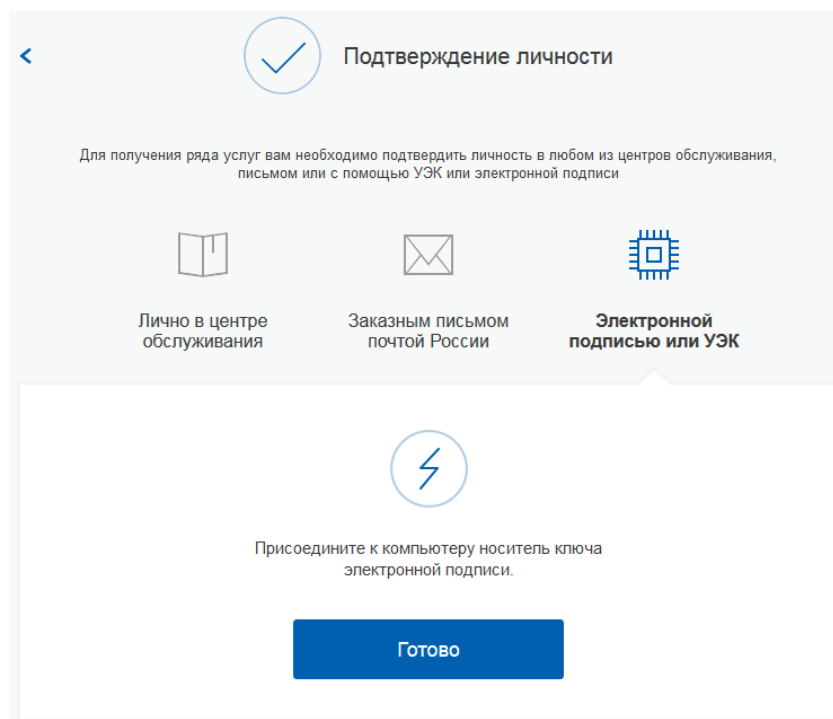 Подтверждение личности
Для получения ряда услуг вам необходимо подтвердить личность в любом из центров обслуживания,
письмом или с помощью УЭК или электронной подписи
Лично в центре
обслуживания
Заказным письмом
почтой России
Электронной
подписью или УЭК
Присоедините к компьютеру носитель ключа
электронной подписи.
Готово